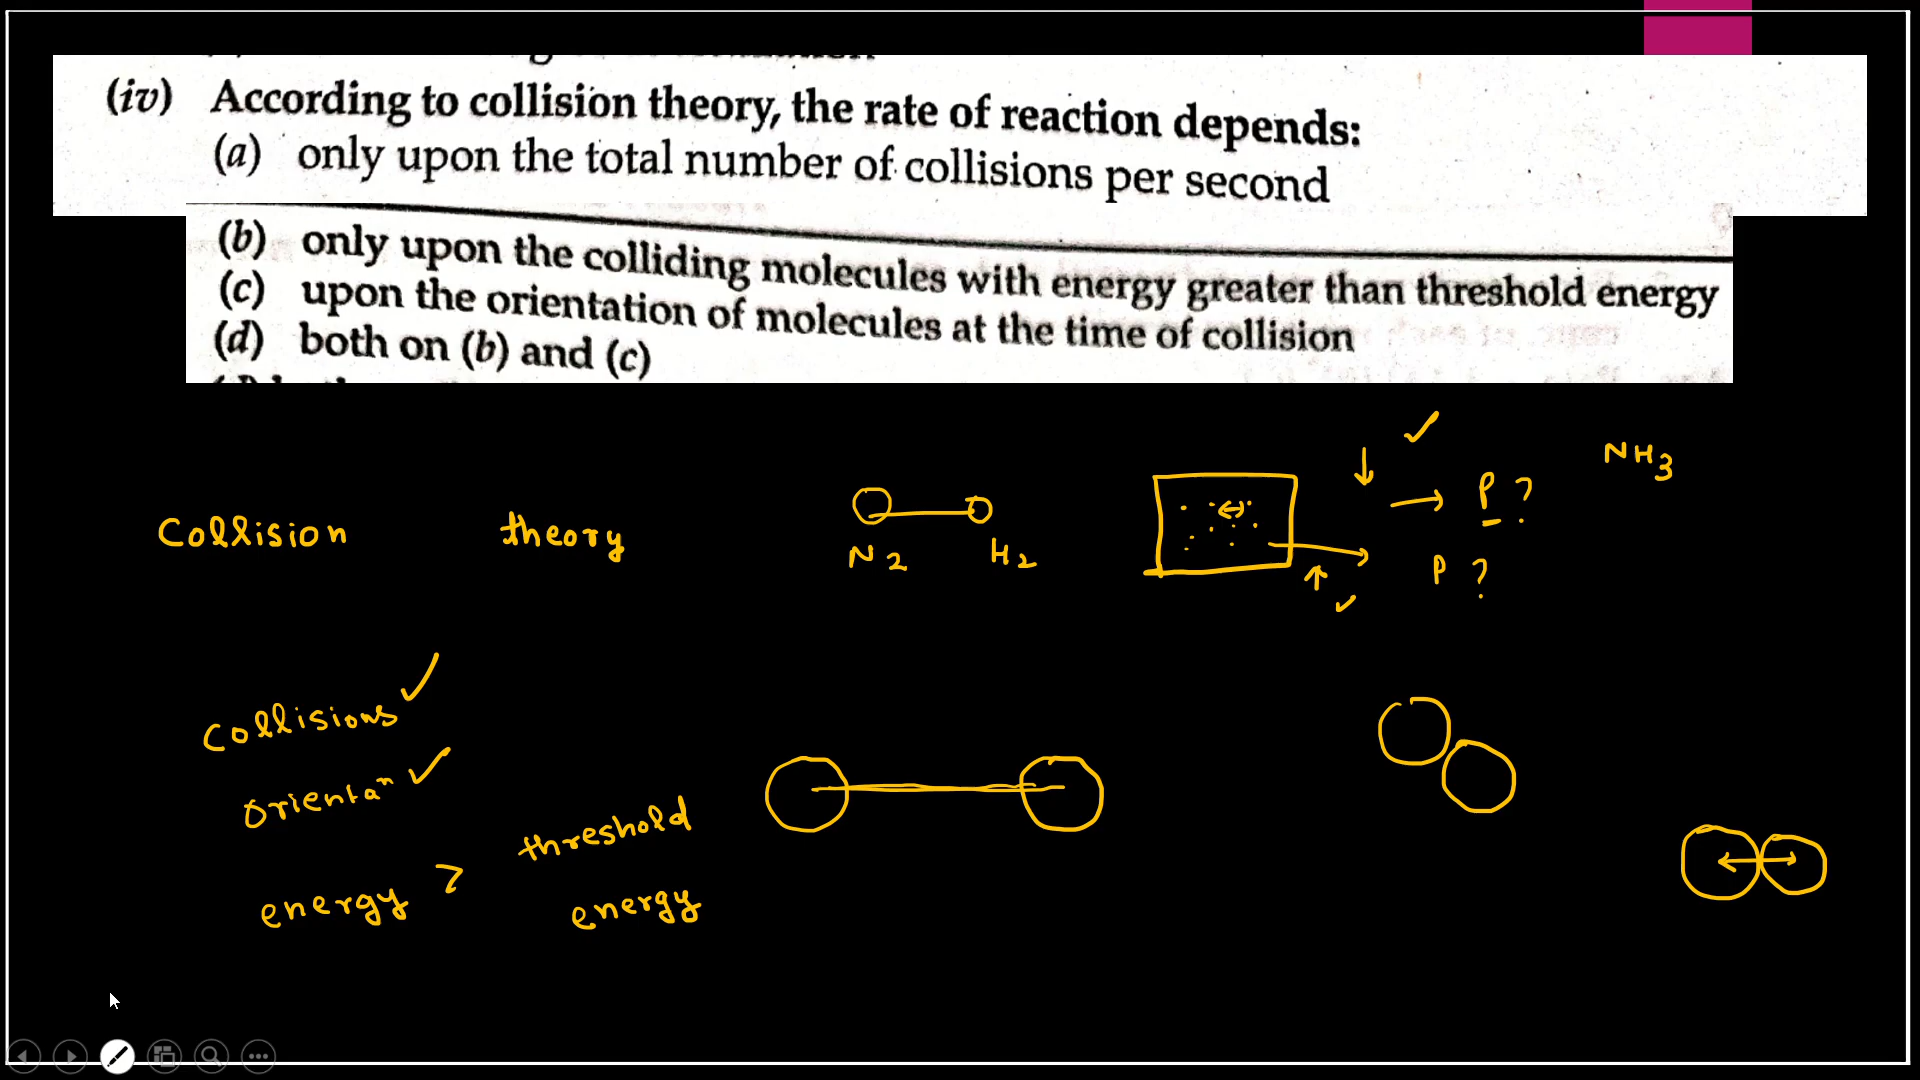 (iv) According to collision theory, the rate of reaction depends:
(a) only upon the total number of collisions per second
(b) only upon the colliding molecules with energy greater than threshold energy
(c) upon the orientation of molecules at the time of collision
(d) both on (b) and (c)
Collision theory
N2 H2
P ?
NH3
P ?
Collisions
Orientaⁿ
energy >
threshold
energy